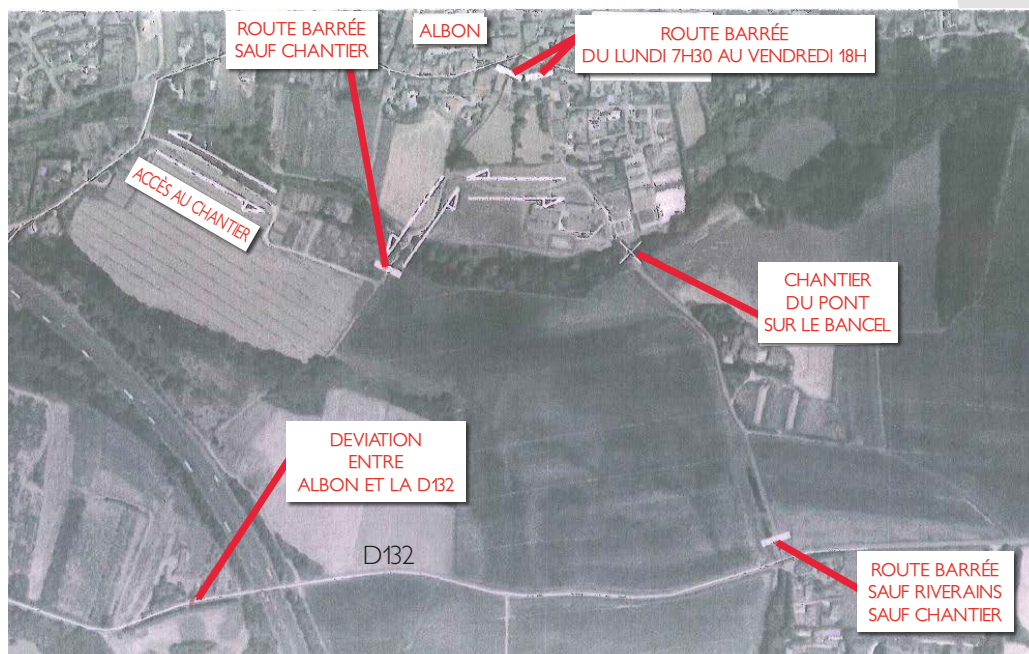 ROUTE BARRÉE
SAUF CHANTIER
ALBON
ROUTE BARRÉE
DU LUNDI 7H30 AU VENDREDI 18H
ACCÈS AU CHANTIER
CHANTIER
DU PONT
SUR LE BANCEL
DEVIATION
ENTRE
ALBON ET LA D132
D132
ROUTE BARRÉE
SAUF RIVERAINS
SAUF CHANTIER